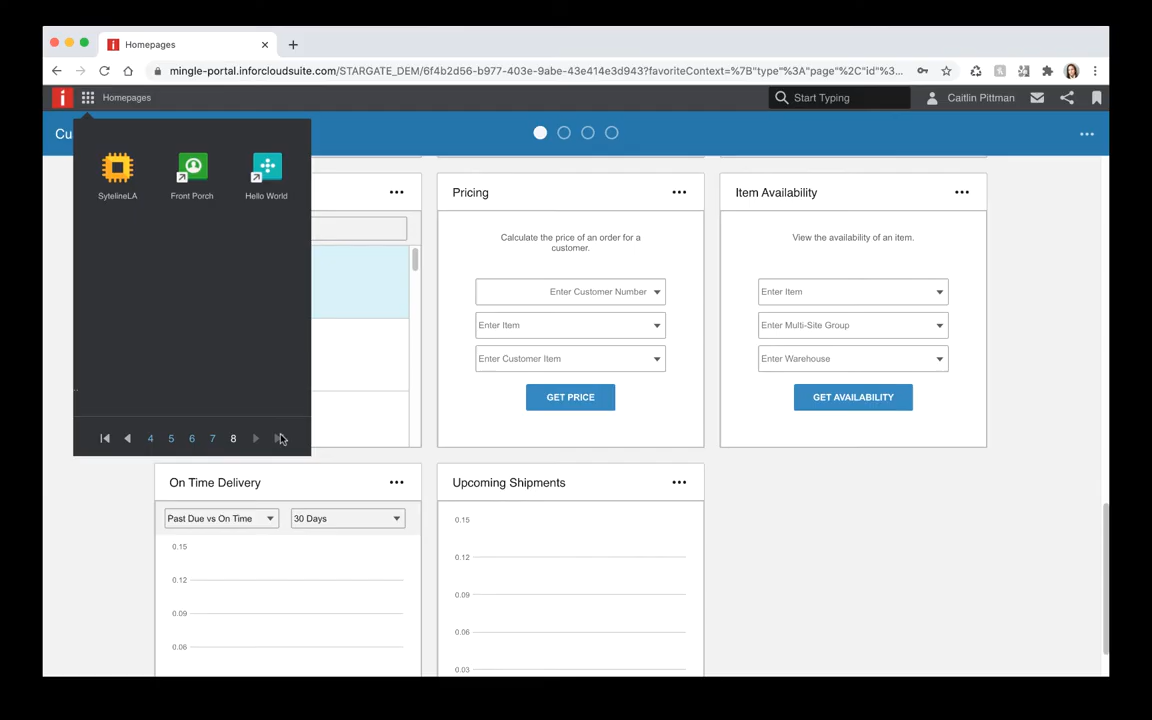 Homepages
mingle-portal.inforcloudsuite.com/STARGATE_DEM/6f4b2d56-b977-403e-9abe-43e414e3d943?favoriteContext=%7B"type"%3A"page"%2C"id"%3...
i Homepages
Start Typing
Caitlin Pittman
Cu
SytelineLA
Front Porch
Hello World
4 5 6 7 8
Pricing
Calculate the price of an order for a
customer.
Enter Customer Number
Enter Item
Enter Customer Item
GET PRICE
Item Availability
View the availability of an item.
Enter Item
Enter Multi-Site Group
Enter Warehouse
GET AVAILABILITY
On Time Delivery
Past Due vs On Time
30 Days
0.15
0.12
0.09
0.06
Upcoming Shipments
0.15
0.12
0.09
0.06
0.03